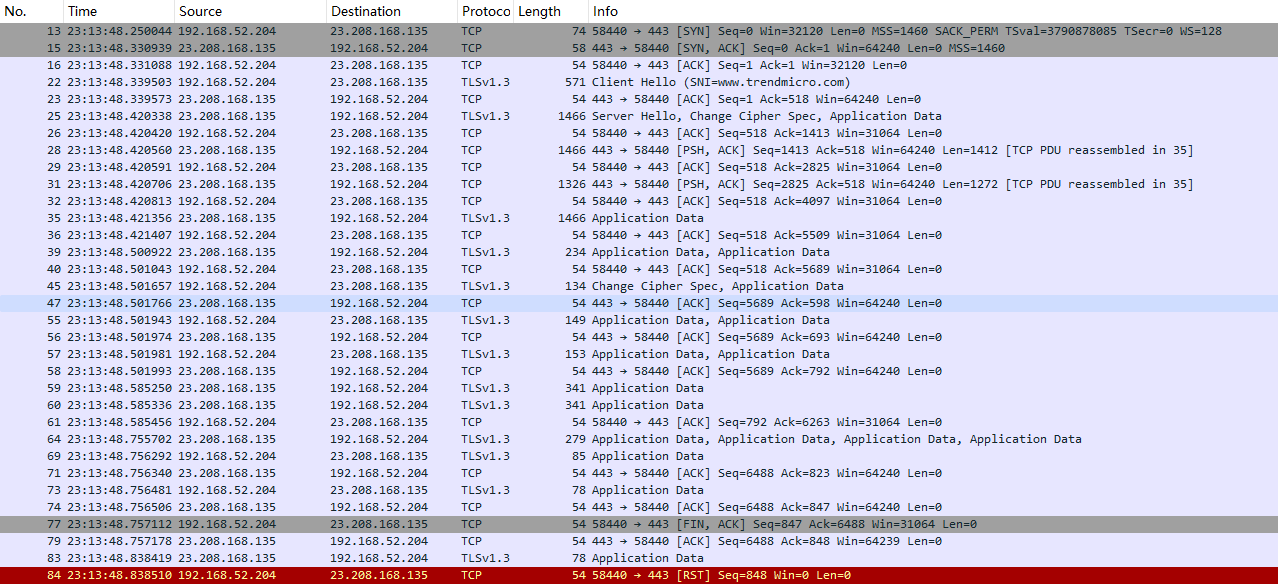 No. Time Source Destination Protoco Length Info
13 23:13:48.250044 192.168.52.204 23.208.168.135 TCP 74 58440 → 443 [SYN] Seq=0 Win=32120 Len=0 MSS=1460 SACK_PERM TSval=3790878085 TSecr=0 WS=128
15 23:13:48.330939 23.208.168.135 192.168.52.204 TCP 58 443 → 58440 [SYN, ACK] Seq=0 Ack=1 Win=64240 Len=0 MSS=1460
16 23:13:48.331088 192.168.52.204 23.208.168.135 TCP 54 58440 → 443 [ACK] Seq=1 Ack=1 Win=32120 Len=0
22 23:13:48.339503 192.168.52.204 23.208.168.135 TLSv1.3 571 Client Hello (SNI=www.trendmicro.com)
23 23:13:48.339573 23.208.168.135 192.168.52.204 TCP 54 443 → 58440 [ACK] Seq=1 Ack=518 Win=64240 Len=0
25 23:13:48.420338 23.208.168.135 192.168.52.204 TLSv1.3 1466 Server Hello, Change Cipher Spec, Application Data
26 23:13:48.420420 192.168.52.204 23.208.168.135 TCP 54 58440 → 443 [ACK] Seq=518 Ack=1413 Win=31064 Len=0
28 23:13:48.420560 23.208.168.135 192.168.52.204 TCP 1466 443 → 58440 [PSH, ACK] Seq=1413 Ack=518 Win=64240 Len=1412 [TCP PDU reassembled in 35]
29 23:13:48.420591 192.168.52.204 23.208.168.135 TCP 54 58440 → 443 [ACK] Seq=518 Ack=2825 Win=31064 Len=0
31 23:13:48.420706 23.208.168.135 192.168.52.204 TCP 1326 443 → 58440 [PSH, ACK] Seq=2825 Ack=518 Win=64240 Len=1272 [TCP PDU reassembled in 35]
32 23:13:48.420813 192.168.52.204 23.208.168.135 TCP 54 58440 → 443 [ACK] Seq=518 Ack=4097 Win=31064 Len=0
35 23:13:48.421356 23.208.168.135 192.168.52.204 TLSv1.3 1466 Application Data
36 23:13:48.421407 192.168.52.204 23.208.168.135 TCP 54 58440 → 443 [ACK] Seq=518 Ack=5509 Win=31064 Len=0
39 23:13:48.500922 23.208.168.135 192.168.52.204 TLSv1.3 234 Application Data, Application Data
40 23:13:48.501043 192.168.52.204 23.208.168.135 TCP 54 58440 → 443 [ACK] Seq=518 Ack=5689 Win=31064 Len=0
45 23:13:48.501657 192.168.52.204 23.208.168.135 TLSv1.3 134 Change Cipher Spec, Application Data
47 23:13:48.501766 23.208.168.135 192.168.52.204 TCP 54 443 → 58440 [ACK] Seq=5689 Ack=598 Win=64240 Len=0
55 23:13:48.501943 192.168.52.204 23.208.168.135 TLSv1.3 149 Application Data, Application Data
56 23:13:48.501974 23.208.168.135 192.168.52.204 TCP 54 443 → 58440 [ACK] Seq=5689 Ack=693 Win=64240 Len=0
57 23:13:48.501981 192.168.52.204 23.208.168.135 TLSv1.3 153 Application Data, Application Data
58 23:13:48.501993 23.208.168.135 192.168.52.204 TCP 54 443 → 58440 [ACK] Seq=5689 Ack=792 Win=64240 Len=0
59 23:13:48.585250 23.208.168.135 192.168.52.204 TLSv1.3 341 Application Data
60 23:13:48.585336 23.208.168.135 192.168.52.204 TLSv1.3 341 Application Data
61 23:13:48.585456 192.168.52.204 23.208.168.135 TCP 54 58440 → 443 [ACK] Seq=792 Ack=6263 Win=31064 Len=0
64 23:13:48.755702 23.208.168.135 192.168.52.204 TLSv1.3 279 Application Data, Application Data, Application Data, Application Data
69 23:13:48.756292 192.168.52.204 23.208.168.135 TLSv1.3 85 Application Data
71 23:13:48.756340 23.208.168.135 192.168.52.204 TCP 54 443 → 58440 [ACK] Seq=6488 Ack=823 Win=64240 Len=0
73 23:13:48.756481 192.168.52.204 23.208.168.135 TLSv1.3 78 Application Data
74 23:13:48.756506 23.208.168.135 192.168.52.204 TCP 54 443 → 58440 [ACK] Seq=6488 Ack=847 Win=64240 Len=0
77 23:13:48.757112 192.168.52.204 23.208.168.135 TCP 54 58440 → 443 [FIN, ACK] Seq=847 Ack=6488 Win=31064 Len=0
79 23:13:48.757178 23.208.168.135 192.168.52.204 TCP 54 443 → 58440 [ACK] Seq=6488 Ack=848 Win=64239 Len=0
83 23:13:48.838419 23.208.168.135 192.168.52.204 TLSv1.3 78 Application Data
84 23:13:48.838510 192.168.52.204 23.208.168.135 TCP 54 58440 → 443 [RST] Seq=848 Win=0 Len=0